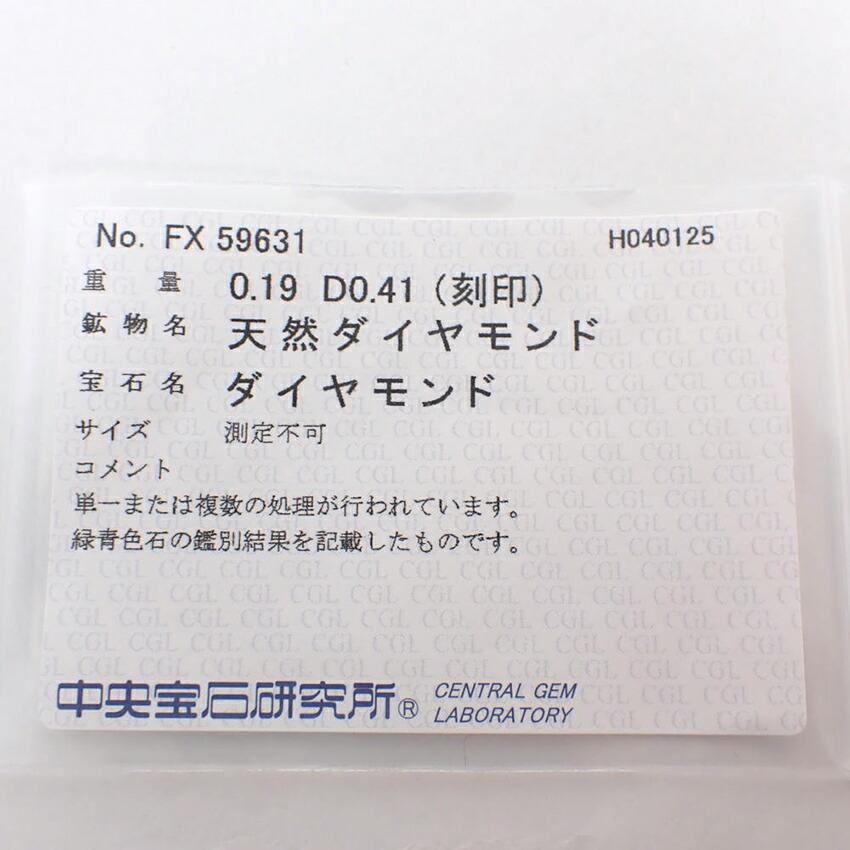 No. FX 59631 H040125
重量 0.19 D0.41 (刻印)
鉱物名 天然ダイヤモンド
宝石名 ダイヤモンド
サイズ 測定不可
コメント
単一または複数の処理が行われています。
緑青色石の鑑別結果を記載したものです。
中央宝石研究所® CENTRAL GEM
LABORATORY